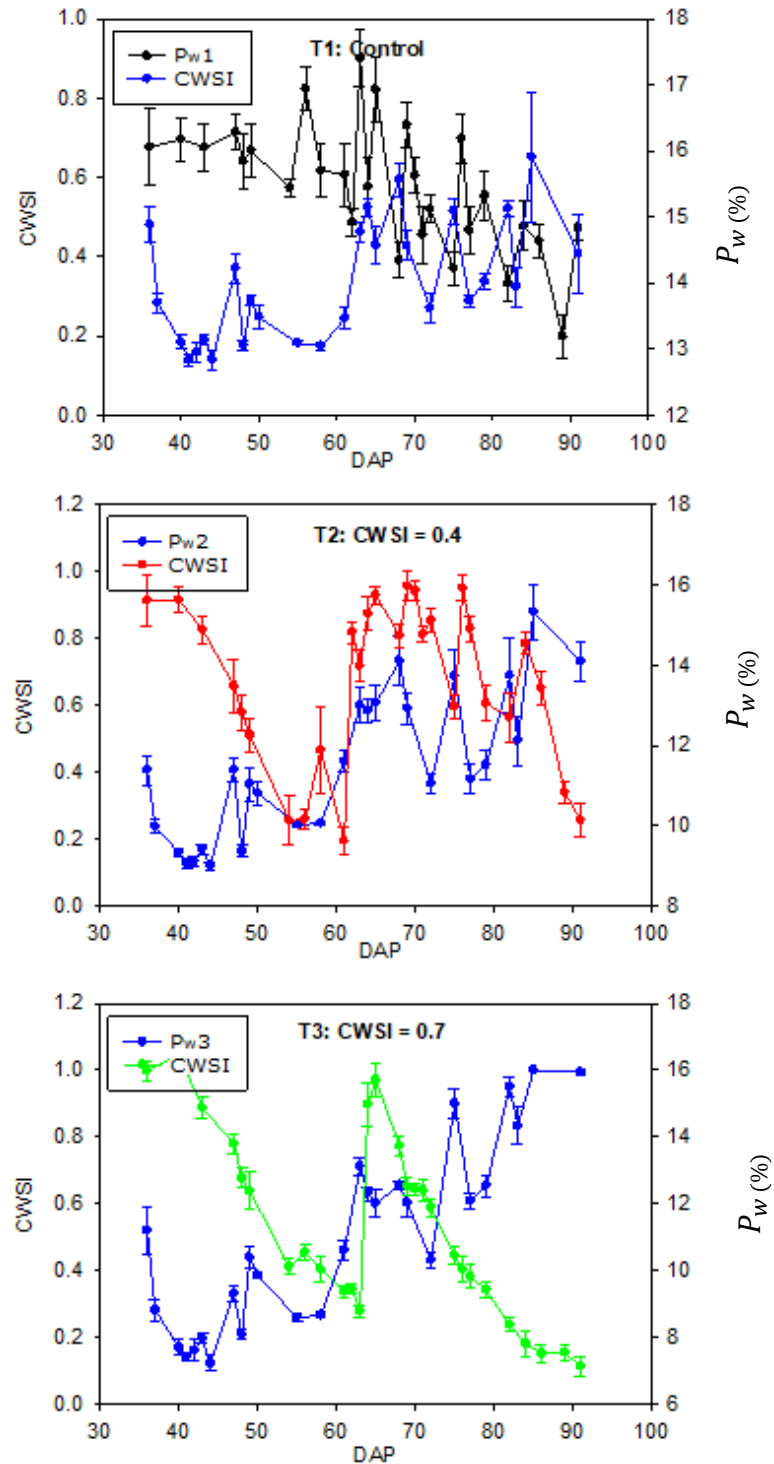 T1: Control
Pw1
CWSI
1.0
0.8
0.6
0.4
0.2
0.0
CWSI
18
17
16
15
14
13
12
Pw (%)
30 40 50 60 70 80 90 100
DAP
T2: CWSI = 0.4
Pw2
CWSI
1.2
1.0
0.8
0.6
0.4
0.2
0.0
CWSI
18
16
14
12
10
8
Pw (%)
30 40 50 60 70 80 90 100
DAP
T3: CWSI = 0.7
Pw3
CWSI
1.2
1.0
0.8
0.6
0.4
0.2
0.0
CWSI
18
16
14
12
10
8
6
Pw (%)
30 40 50 60 70 80 90 100
DAP